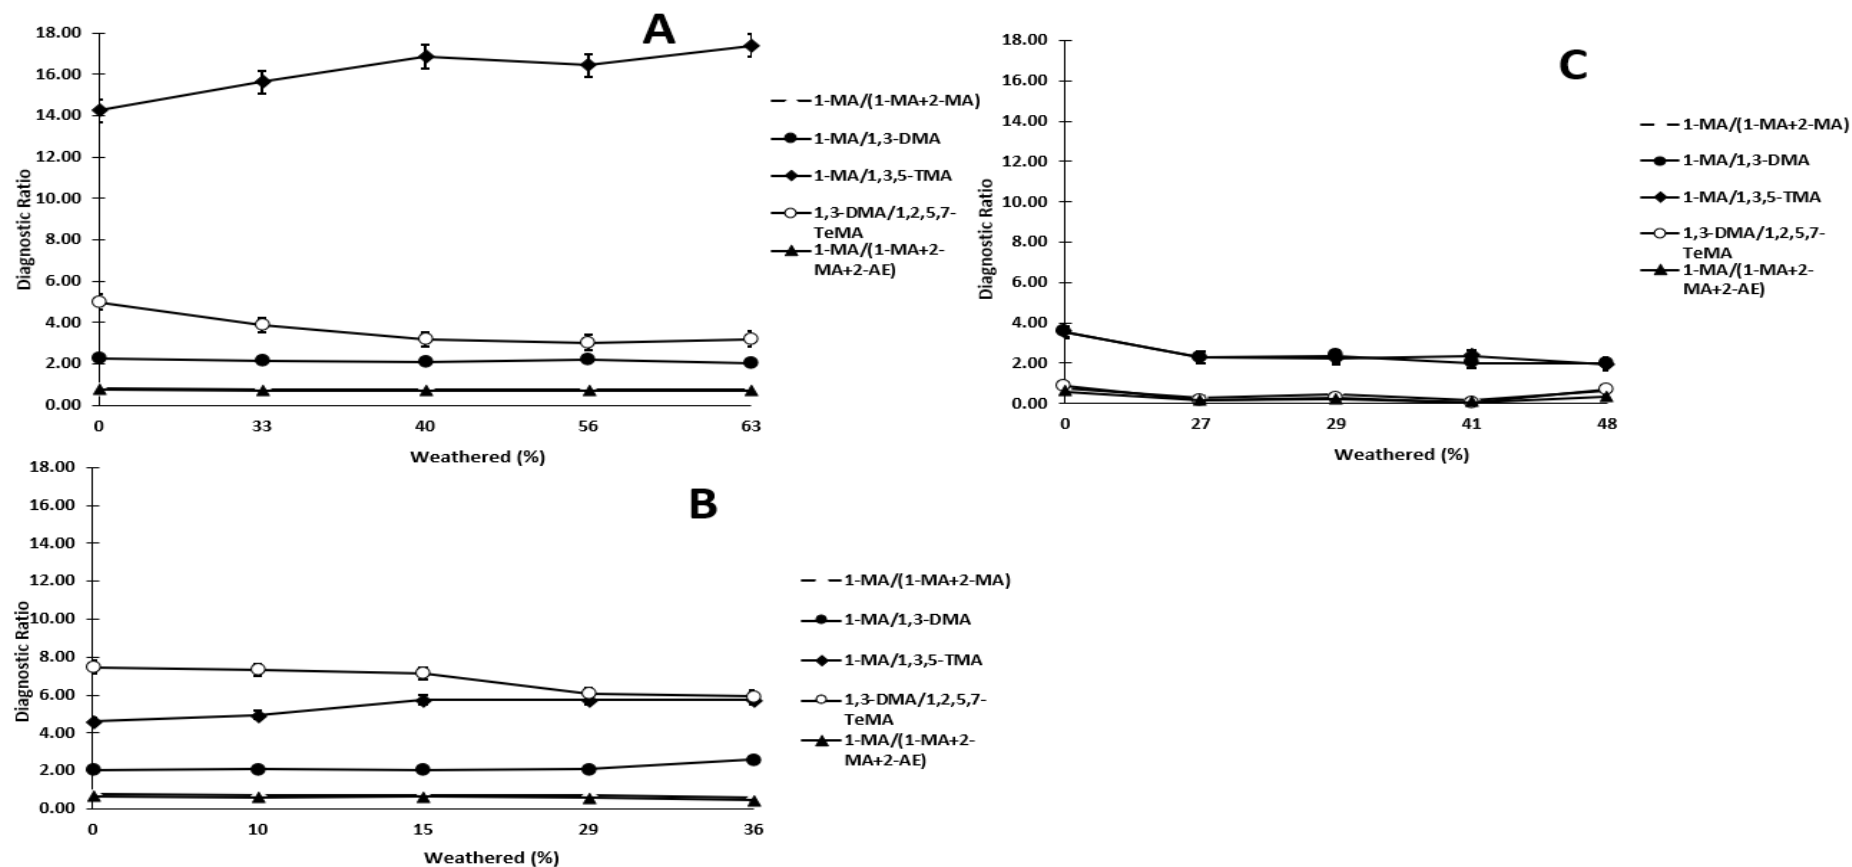 A
18.00
16.00
14.00
12.00
10.00
8.00
6.00
4.00
2.00
0.00
Diagnostic Ratio
0 33 40 56 63
Weathered (%)
1-MA/(1-MA+2-MA)
1-MA/1,3-DMA
1-MA/1,3,5-TMA
1,3-DMA/1,2,5,7-
TeMA
1-MA/(1-MA+2-
MA+2-AE)
C
18.00
16.00
14.00
12.00
10.00
8.00
6.00
4.00
2.00
0.00
Diagnostic Ratio
0 27 29 41 48
Weathered (%)
1-MA/(1-MA+2-MA)
1-MA/1,3-DMA
1-MA/1,3,5-TMA
1,3-DMA/1,2,5,7-
TeMA
1-MA/(1-MA+2-
MA+2-AE)
B
18.00
16.00
14.00
12.00
10.00
8.00
6.00
4.00
2.00
0.00
Diagnostic Ratio
0 10 15 29 36
Weathered (%)
1-MA/(1-MA+2-MA)
1-MA/1,3-DMA
1-MA/1,3,5-TMA
1,3-DMA/1,2,5,7-
TeMA
1-MA/(1-MA+2-
MA+2-AE)